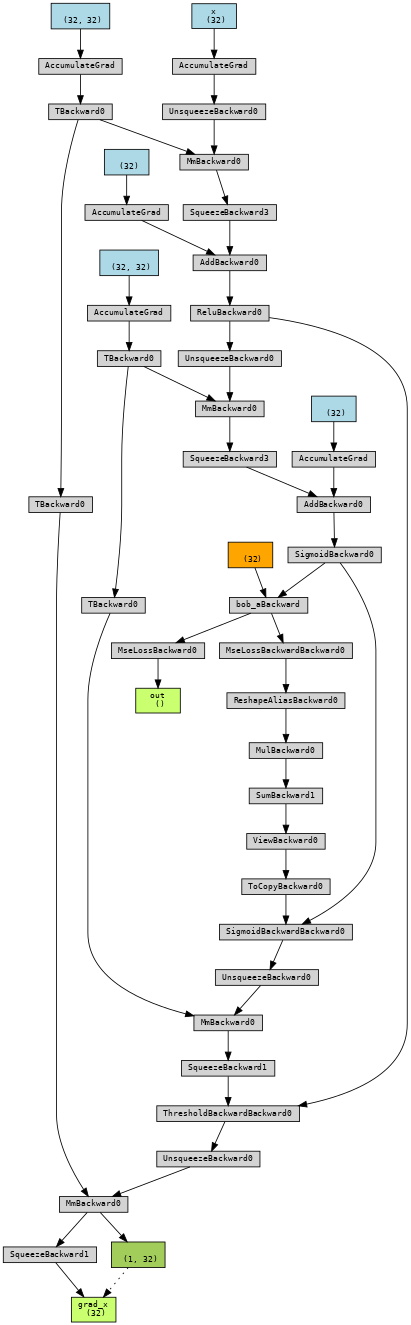 (32, 32)
x
(32)
AccumulateGrad
AccumulateGrad
TBackward0
UnsqueezeBackward0
MmBackward0
(32)
AccumulateGrad
SqueezeBackward3
(32, 32)
AddBackward0
AccumulateGrad
ReluBackward0
TBackward0
UnsqueezeBackward0
MmBackward0
(32)
SqueezeBackward3
AccumulateGrad
TBackward0
AddBackward0
(32)
SigmoidBackward0
TBackward0
bob_aBackward
MseLossBackward0
MseLossBackwardBackward0
out
()
ReshapeAliasBackward0
MulBackward0
SumBackward1
ViewBackward0
ToCopyBackward0
SigmoidBackwardBackward0
UnsqueezeBackward0
MmBackward0
SqueezeBackward1
ThresholdBackwardBackward0
UnsqueezeBackward0
MmBackward0
SqueezeBackward1
(1, 32)
grad_x
(32)